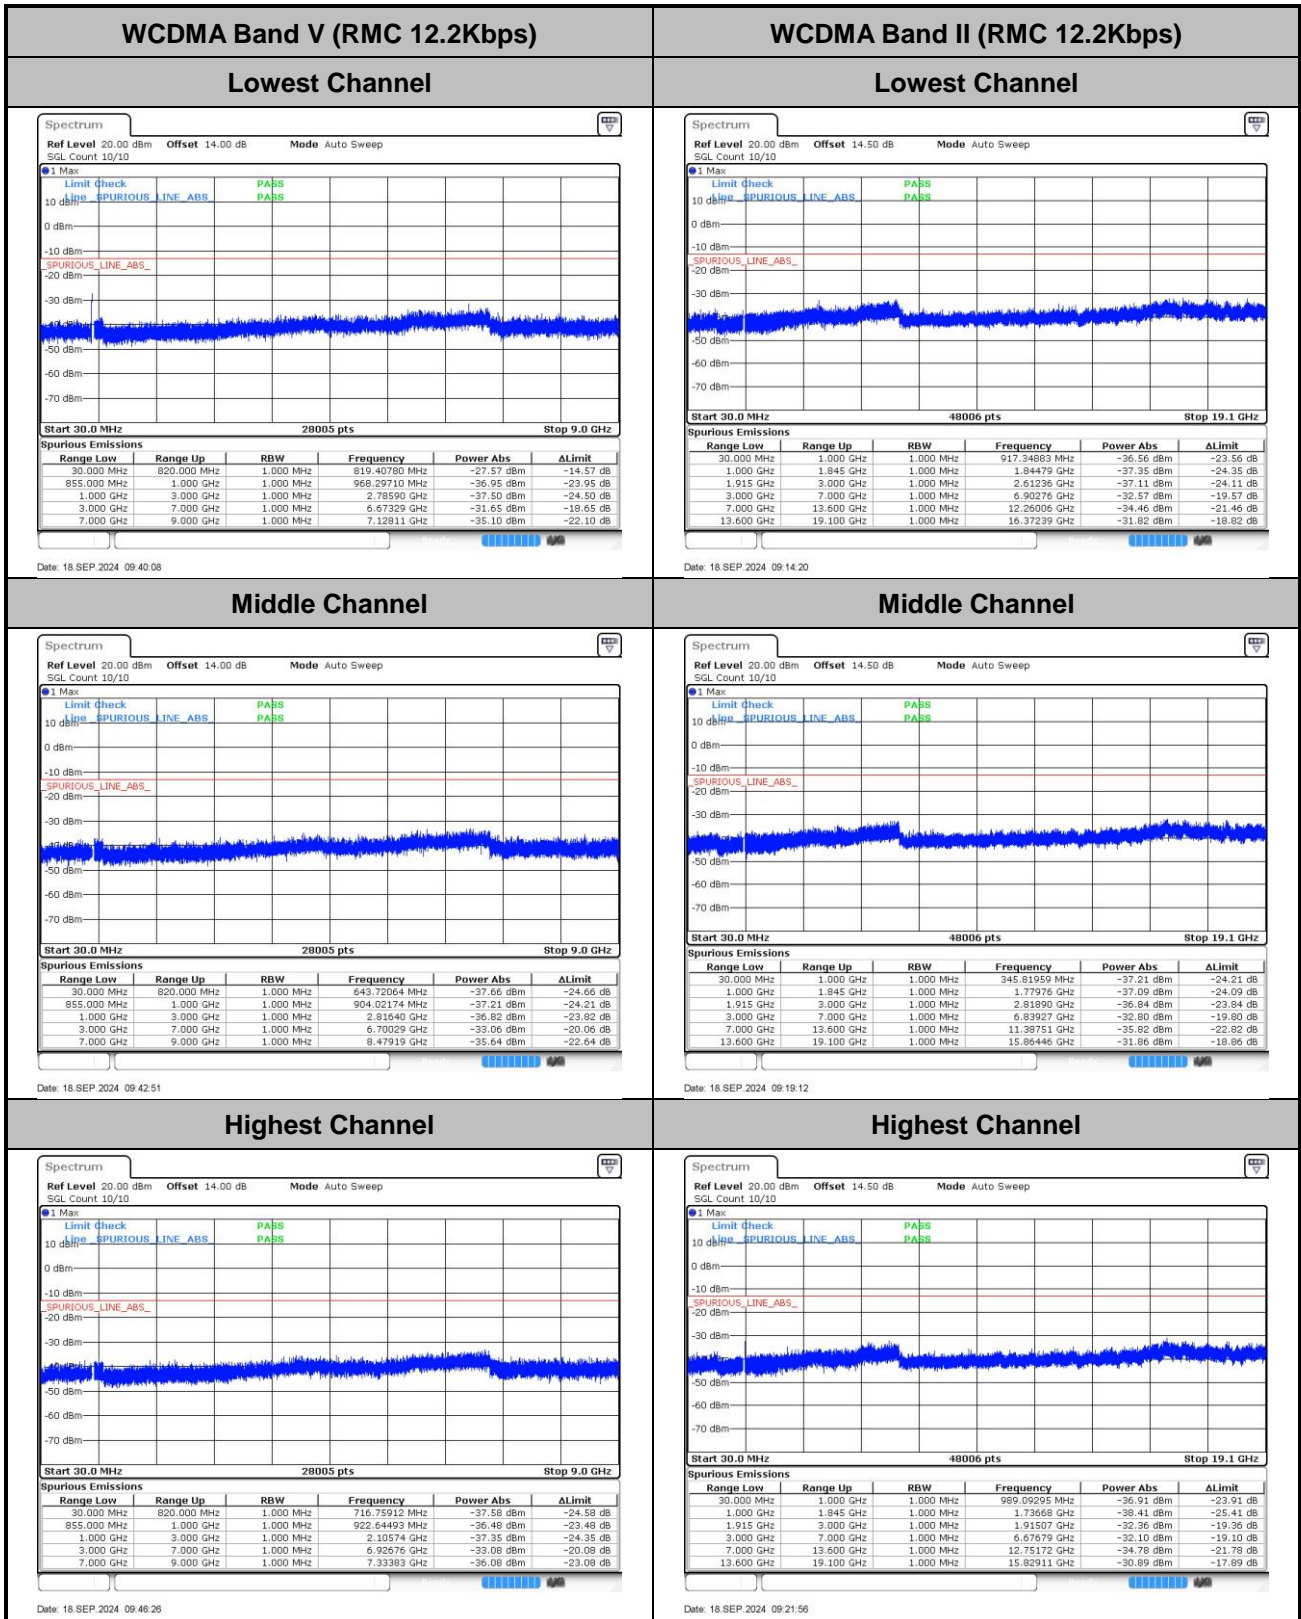 WCDMA Band V (RMC 12.2Kbps)
WCDMA Band II (RMC 12.2Kbps)
Lowest Channel
Lowest Channel
Spectrum
Ref Level 20.00 dBm Offset 14.00 dB Mode Auto Sweep
SGL Count 10/10
1 Max
Limit Check PASS
10 dBm
Line _SPURIOUS_LINE_ABS_ PASS
0 dBm
-10 dBm
_SPURIOUS_LINE_ABS_
-20 dBm
-30 dBm
-50 dBm
-60 dBm
-70 dBm
Start 30.0 MHz 28005 pts Stop 9.0 GHz
Spurious Emissions
Range Low Range Up RBW Frequency Power Abs ΔLimit
30.000 MHz 820.000 MHz 1.000 MHz 819.40780 MHz -27.57 dBm -14.57 dB
855.000 MHz 1.000 GHz 1.000 MHz 968.29710 MHz -36.95 dBm -23.95 dB
1.000 GHz 3.000 GHz 1.000 MHz 2.78590 GHz -37.50 dBm -24.50 dB
3.000 GHz 7.000 GHz 1.000 MHz 6.67329 GHz -31.65 dBm -18.65 dB
7.000 GHz 9.000 GHz 1.000 MHz 7.12811 GHz -35.10 dBm -22.10 dB
Date: 18.SEP.2024 09:40:08
Spectrum
Ref Level 20.00 dBm Offset 14.50 dB Mode Auto Sweep
SGL Count 10/10
1 Max
Limit Check PASS
10 dBm
Line _SPURIOUS_LINE_ABS_ PASS
0 dBm
-10 dBm
_SPURIOUS_LINE_ABS_
-20 dBm
-30 dBm
-50 dBm
-60 dBm
-70 dBm
Start 30.0 MHz 48006 pts Stop 19.1 GHz
Spurious Emissions
Range Low Range Up RBW Frequency Power Abs ΔLimit
30.000 MHz 1.000 GHz 1.000 MHz 917.34883 MHz -36.56 dBm -23.56 dB
1.000 GHz 1.845 GHz 1.000 MHz 1.84479 GHz -37.35 dBm -24.35 dB
1.915 GHz 3.000 GHz 1.000 MHz 2.61236 GHz -37.11 dBm -24.11 dB
3.000 GHz 7.000 GHz 1.000 MHz 6.90276 GHz -32.57 dBm -19.57 dB
7.000 GHz 13.600 GHz 1.000 MHz 12.26006 GHz -34.46 dBm -21.46 dB
13.600 GHz 19.100 GHz 1.000 MHz 16.37239 GHz -31.82 dBm -18.82 dB
Date: 18.SEP.2024 09:14:20
Middle Channel
Middle Channel
Spectrum
Ref Level 20.00 dBm Offset 14.00 dB Mode Auto Sweep
SGL Count 10/10
1 Max
Limit Check PASS
10 dBm
Line _SPURIOUS_LINE_ABS_ PASS
0 dBm
-10 dBm
_SPURIOUS_LINE_ABS_
-20 dBm
-30 dBm
-50 dBm
-60 dBm
-70 dBm
Start 30.0 MHz 28005 pts Stop 9.0 GHz
Spurious Emissions
Range Low Range Up RBW Frequency Power Abs ΔLimit
30.000 MHz 820.000 MHz 1.000 MHz 643.72064 MHz -37.66 dBm -24.66 dB
855.000 MHz 1.000 GHz 1.000 MHz 904.02174 MHz -37.21 dBm -24.21 dB
1.000 GHz 3.000 GHz 1.000 MHz 2.81640 GHz -36.82 dBm -23.82 dB
3.000 GHz 7.000 GHz 1.000 MHz 6.70029 GHz -33.06 dBm -20.06 dB
7.000 GHz 9.000 GHz 1.000 MHz 8.47919 GHz -35.64 dBm -22.64 dB
Date: 18.SEP.2024 09:42:51
Spectrum
Ref Level 20.00 dBm Offset 14.50 dB Mode Auto Sweep
SGL Count 10/10
1 Max
Limit Check PASS
10 dBm
Line _SPURIOUS_LINE_ABS_ PASS
0 dBm
-10 dBm
_SPURIOUS_LINE_ABS_
-20 dBm
-30 dBm
-50 dBm
-60 dBm
-70 dBm
Start 30.0 MHz 48006 pts Stop 19.1 GHz
Spurious Emissions
Range Low Range Up RBW Frequency Power Abs ΔLimit
30.000 MHz 1.000 GHz 1.000 MHz 345.81959 MHz -37.21 dBm -24.21 dB
1.000 GHz 1.845 GHz 1.000 MHz 1.77976 GHz -37.09 dBm -24.09 dB
1.915 GHz 3.000 GHz 1.000 MHz 2.81890 GHz -36.84 dBm -23.84 dB
3.000 GHz 7.000 GHz 1.000 MHz 6.83927 GHz -32.80 dBm -19.80 dB
7.000 GHz 13.600 GHz 1.000 MHz 11.38751 GHz -35.82 dBm -22.82 dB
13.600 GHz 19.100 GHz 1.000 MHz 15.86446 GHz -31.86 dBm -18.86 dB
Date: 18.SEP.2024 09:19:12
Highest Channel
Highest Channel
Spectrum
Ref Level 20.00 dBm Offset 14.00 dB Mode Auto Sweep
SGL Count 10/10
1 Max
Limit Check PASS
10 dBm
Line _SPURIOUS_LINE_ABS_ PASS
0 dBm
-10 dBm
_SPURIOUS_LINE_ABS_
-20 dBm
-30 dBm
-50 dBm
-60 dBm
-70 dBm
Start 30.0 MHz 28005 pts Stop 9.0 GHz
Spurious Emissions
Range Low Range Up RBW Frequency Power Abs ΔLimit
30.000 MHz 820.000 MHz 1.000 MHz 716.75912 MHz -37.58 dBm -24.58 dB
855.000 MHz 1.000 GHz 1.000 MHz 922.64493 MHz -36.48 dBm -23.48 dB
1.000 GHz 3.000 GHz 1.000 MHz 2.10574 GHz -37.35 dBm -24.35 dB
3.000 GHz 7.000 GHz 1.000 MHz 6.92676 GHz -33.08 dBm -20.08 dB
7.000 GHz 9.000 GHz 1.000 MHz 7.33383 GHz -36.08 dBm -23.08 dB
Date: 18.SEP.2024 09:46:26
Spectrum
Ref Level 20.00 dBm Offset 14.50 dB Mode Auto Sweep
SGL Count 10/10
1 Max
Limit Check PASS
10 dBm
Line _SPURIOUS_LINE_ABS_ PASS
0 dBm
-10 dBm
_SPURIOUS_LINE_ABS_
-20 dBm
-30 dBm
-50 dBm
-60 dBm
-70 dBm
Start 30.0 MHz 48006 pts Stop 19.1 GHz
Spurious Emissions
Range Low Range Up RBW Frequency Power Abs ΔLimit
30.000 MHz 1.000 GHz 1.000 MHz 989.09295 MHz -36.91 dBm -23.91 dB
1.000 GHz 1.845 GHz 1.000 MHz 1.73668 GHz -38.41 dBm -25.41 dB
1.915 GHz 3.000 GHz 1.000 MHz 1.91507 GHz -32.36 dBm -19.36 dB
3.000 GHz 7.000 GHz 1.000 MHz 6.67679 GHz -32.10 dBm -19.10 dB
7.000 GHz 13.600 GHz 1.000 MHz 12.75172 GHz -34.78 dBm -21.78 dB
13.600 GHz 19.100 GHz 1.000 MHz 15.82911 GHz -30.89 dBm -17.89 dB
Date: 18.SEP.2024 09:21:56